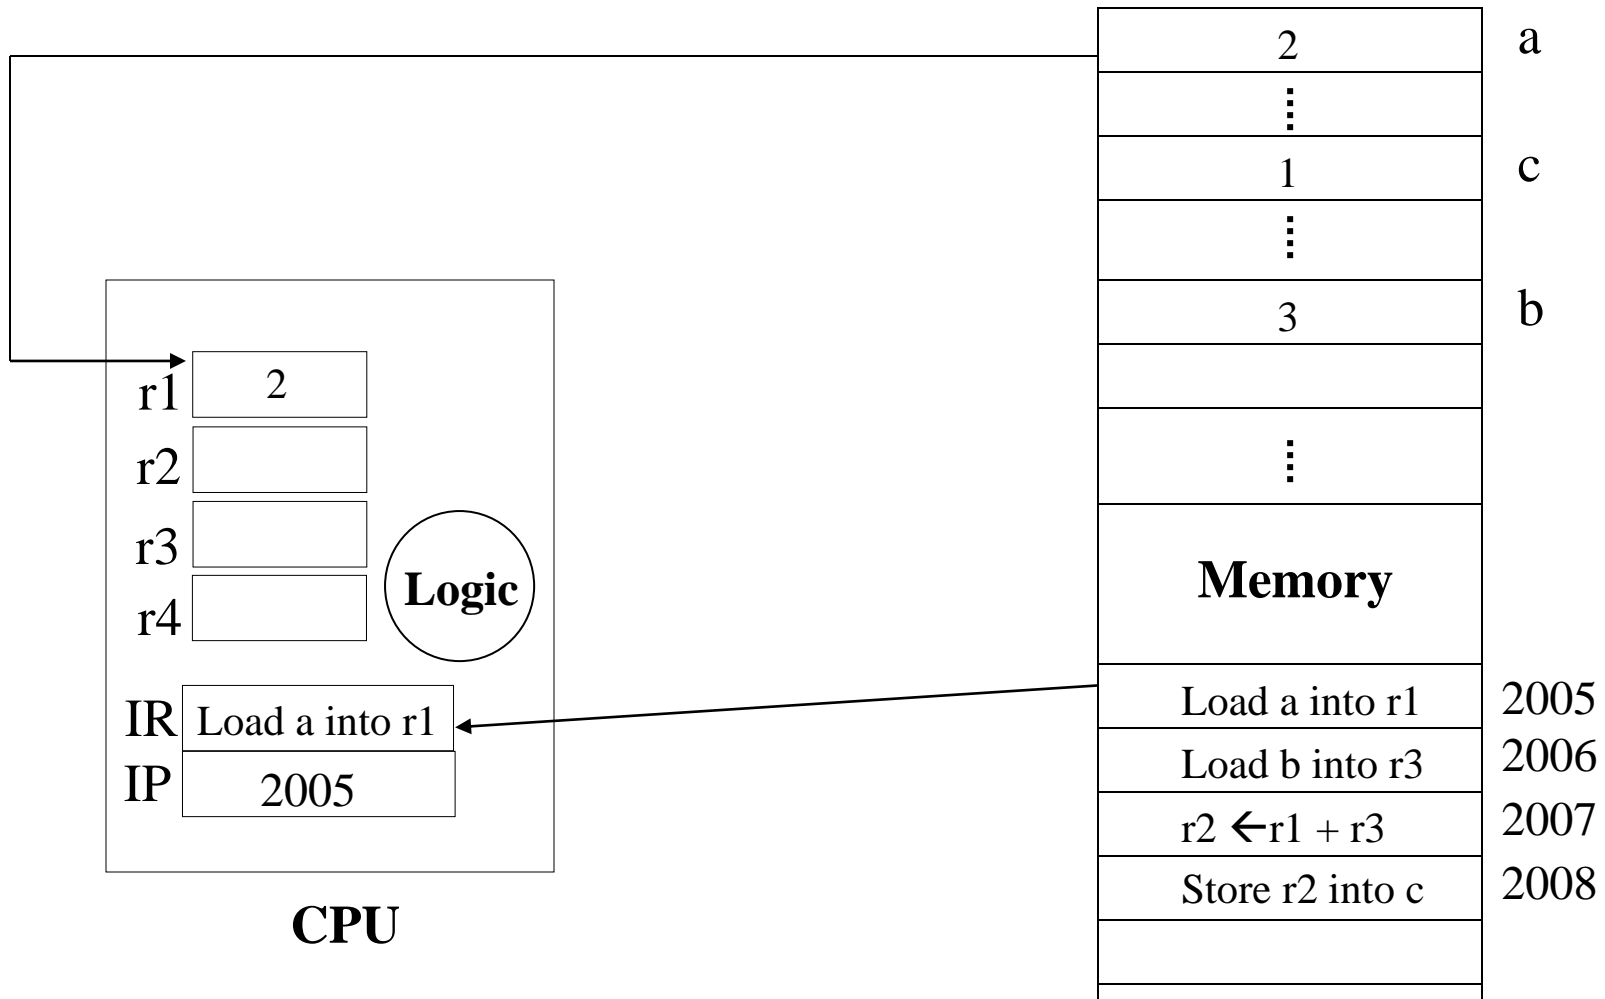 2 a
1 c
3 b
r1 2
r2
r3
r4
Logic
IR Load a into r1
IP 2005
CPU
Memory
Load a into r1 2005
Load b into r3 2006
r2 ←r1 + r3 2007
Store r2 into c 2008